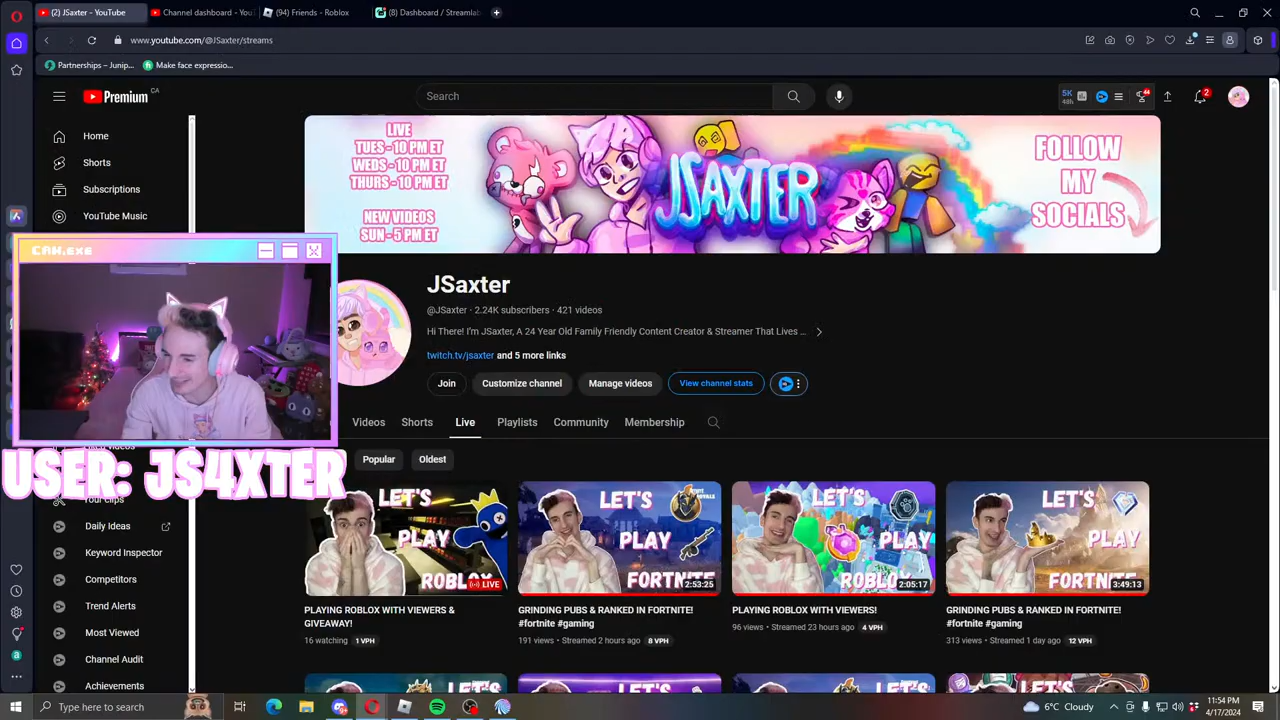 (2) JSaxter - YouTube
Channel dashboard - You
(94) Friends - Roblox
(8) Dashboard / Streamlab
www.youtube.com/@JSaxter/streams
Partnerships – Junip...
Make face expressio...
Premium
CA
Search
5K
48h
2
Home
Shorts
Subscriptions
YouTube Music
LIVE
TUES - 10 PM ET
WEDS - 10 PM ET
THURS - 10 PM ET
NEW VIDEOS
SUN - 5 PM ET
JSAXTER
FOLLOW
MY
SOCIALS
CAM.EXE
USER: JS4XTER
JSaxter
@JSaxter · 2.24K subscribers · 421 videos
Hi There! I'm JSaxter, A 24 Year Old Family Friendly Content Creator & Streamer That Lives ...
twitch.tv/jsaxter and 5 more links
Join
Customize channel
Manage videos
View channel stats
Videos
Shorts
Live
Playlists
Community
Membership
Popular
Oldest
Your clips
Daily Ideas
Keyword Inspector
Competitors
Trend Alerts
Most Viewed
Channel Audit
Achievements
LET'S
PLAY
ROBLOX
LIVE
PLAYING ROBLOX WITH VIEWERS &
GIVEAWAY!
16 watching
1 VPH
LET'S
PLAY
FORTNITE
2:53:25
GRINDING PUBS & RANKED IN FORTNITE!
#fortnite #gaming
191 views • Streamed 2 hours ago
8 VPH
LET'S
PLAY
ROBLOX
2:05:17
PLAYING ROBLOX WITH VIEWERS!
96 views • Streamed 23 hours ago
4 VPH
LET'S
PLAY
FORTNITE
3:49:13
GRINDING PUBS & RANKED IN FORTNITE!
#fortnite #gaming
313 views • Streamed 1 day ago
12 VPH
Type here to search
6°C Cloudy
11:54 PM
4/17/2024